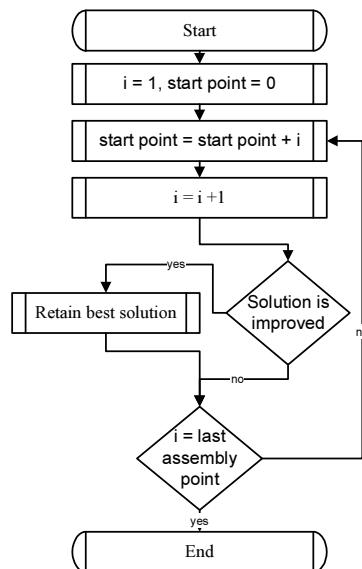 Start
i = 1, start point = 0
start point = start point + i
i = i +1
yes
Solution is
improved
Retain best solution
no
i = last
assembly
point
yes
End